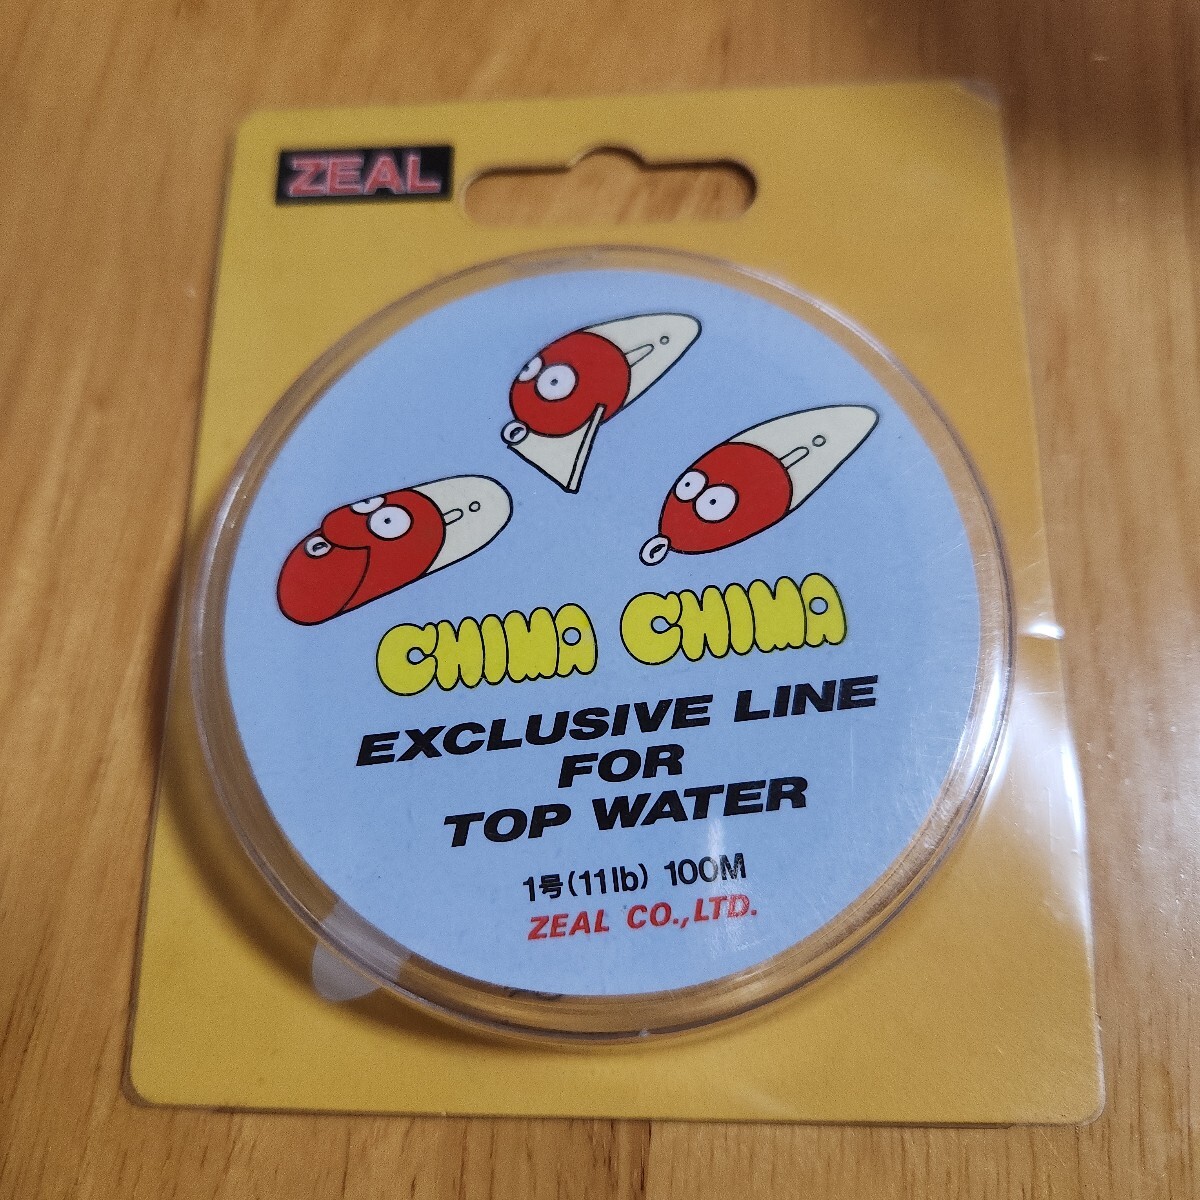 ZEAL
CHIMA CHIMA
EXCLUSIVE LINE
FOR
TOP WATER
1号(11lb) 100M
ZEAL CO.,LTD.